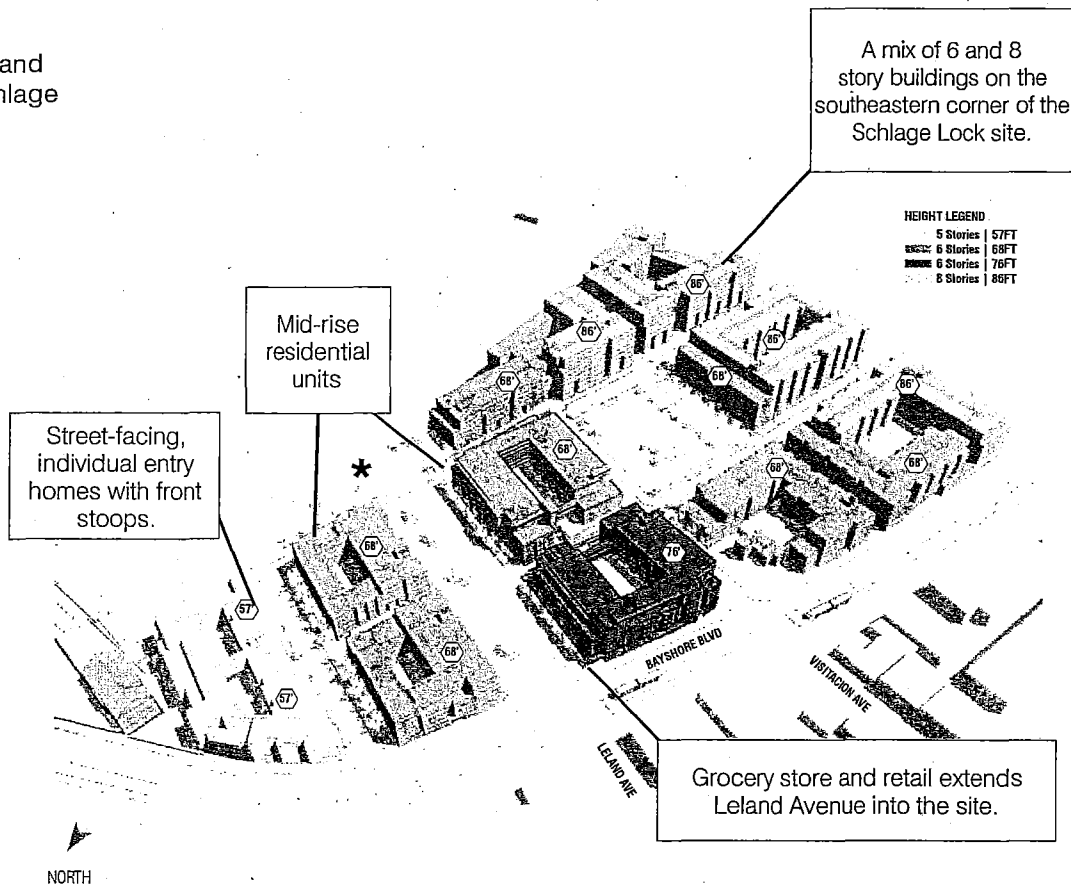 and
hlage
A mix of 6 and 8
story buildings on the
southeastern corner of the
Schlage Lock site.
HEIGHT LEGEND
5 Stories | 57FT
6 Stories | 68FT
6 Stories | 76FT
8 Stories | 86FT
Mid-rise
residential
units
Street-facing,
individual entry
homes with front
stoops.
*
86'
86'
86'
68'
68'
86'
68'
68'
68'
76'
68'
68'
57'
57'
BAYSHORE BLVD
VISITACION AVE
LELAND AVE
Grocery store and retail extends
Leland Avenue into the site.
NORTH